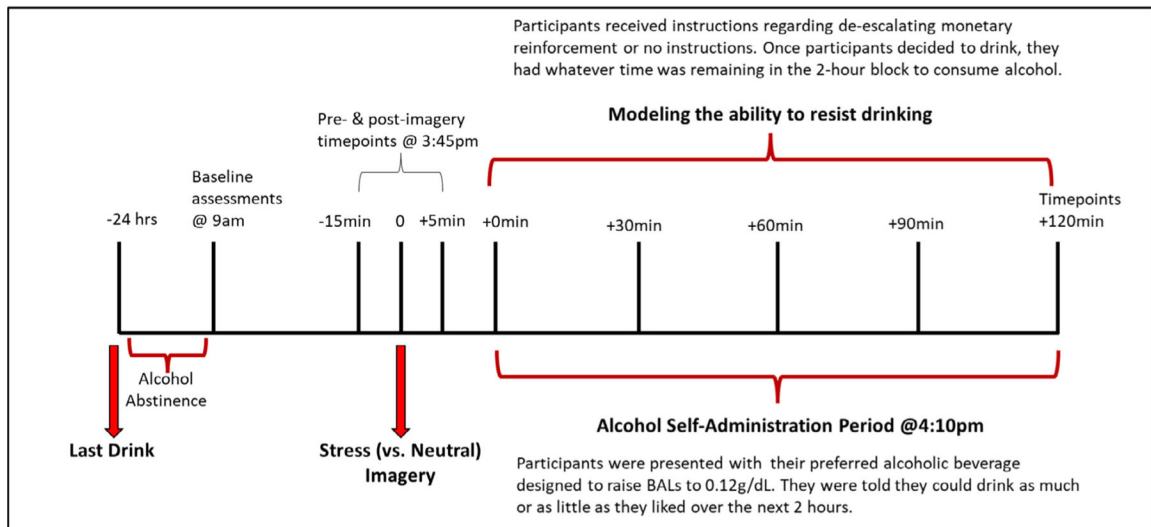 Participants received instructions regarding de-escalating monetary
reinforcement or no instructions. Once participants decided to drink, they
had whatever time was remaining in the 2-hour block to consume alcohol.
Modeling the ability to resist drinking
Pre- & post-imagery
timepoints @ 3:45pm
Baseline
assessments
@ 9am
Timepoints
-24 hrs
-15min
0
+5min
+0min
+30min
+60min
+90min
+120min
Alcohol
Abstinence
Last Drink
Stress (vs. Neutral)
Imagery
Alcohol Self-Administration Period @4:10pm
Participants were presented with their preferred alcoholic beverage
designed to raise BALs to 0.12g/dL. They were told they could drink as much
or as little as they liked over the next 2 hours.